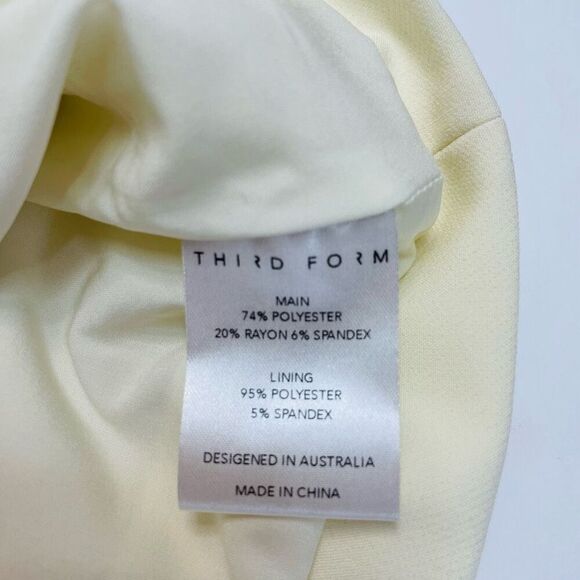 THIRD FORM
MAIN
74% POLYESTER
20% RAYON 6% SPANDEX
LINING
95% POLYESTER
5% SPANDEX
DESIGENED IN AUSTRALIA
MADE IN CHINA